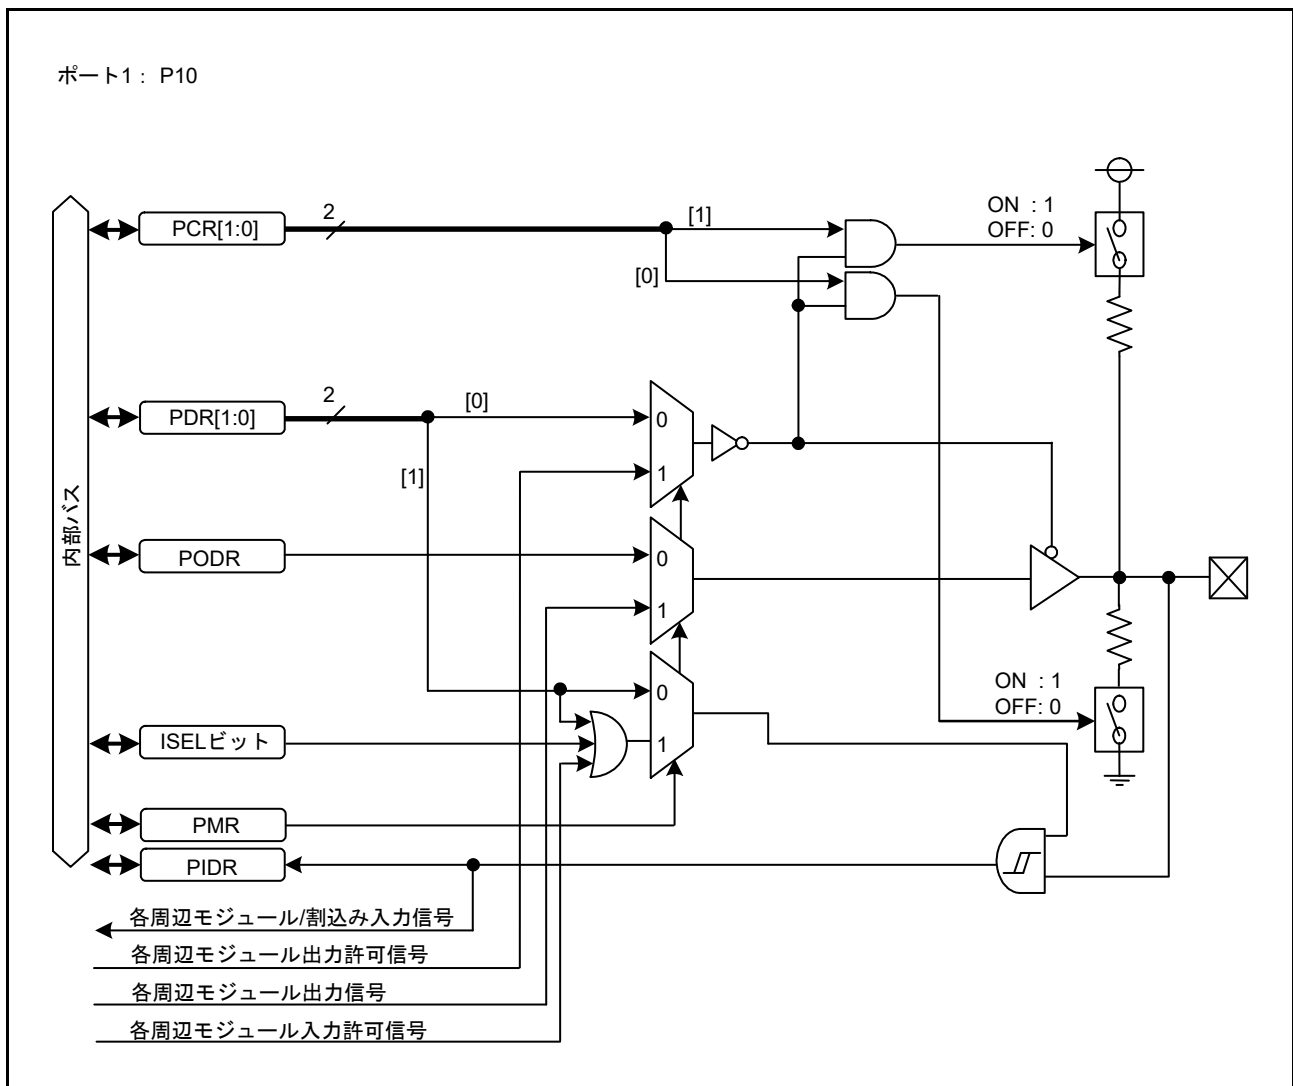 ポート1： P10
PCR[1:0]
2
[1]
[0]
ON : 1
OFF: 0
PDR[1:0]
2
[0]
[1]
0
1
内部バス
PODR
0
1
0
1
ON : 1
OFF: 0
ISELビット
PMR
PIDR
各周辺モジュール/割込み入力信号
各周辺モジュール出力許可信号
各周辺モジュール出力信号
各周辺モジュール入力許可信号